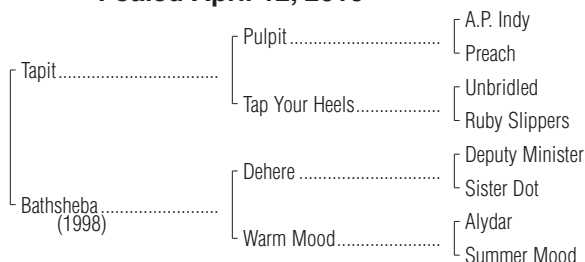 Foaled April 12,
A.P. Indy
Pulpit
Preach
Tapit
Unbridled
Tap Your Heels
Ruby Slippers
Deputy Minister
Dehere
Sister Dot
Bathsheba
(1998)
Alydar
Warm Mood
Summer Mood